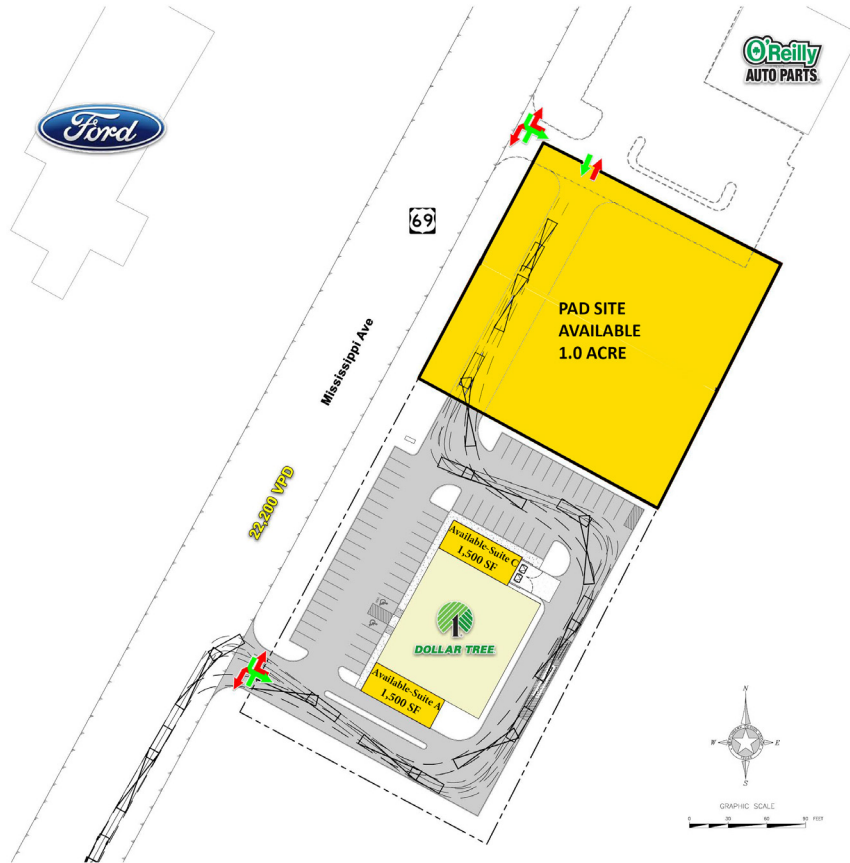 O'Reilly
AUTO PARTS
Ford
69
PAD SITE
AVAILABLE
1.0 ACRE
Mississippi Ave
22,200 VPD
Available-Suite C
1,500 SF
1
DOLLAR TREE
Available-Suite A
1,500 SF
N
W
E
S
GRAPHIC SCALE
0 30 60 90 FEET